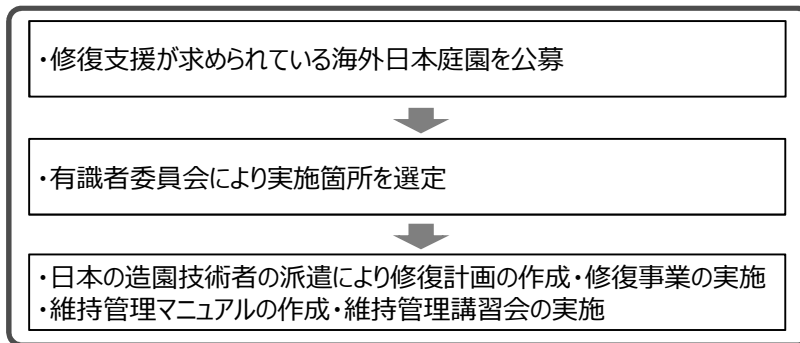 ・修復支援が求められている海外日本庭園を公募
・有識者委員会により実施箇所を選定
・日本の造園技術者の派遣により修復計画の作成・修復事業の実施
・維持管理マニュアルの作成・維持管理講習会の実施